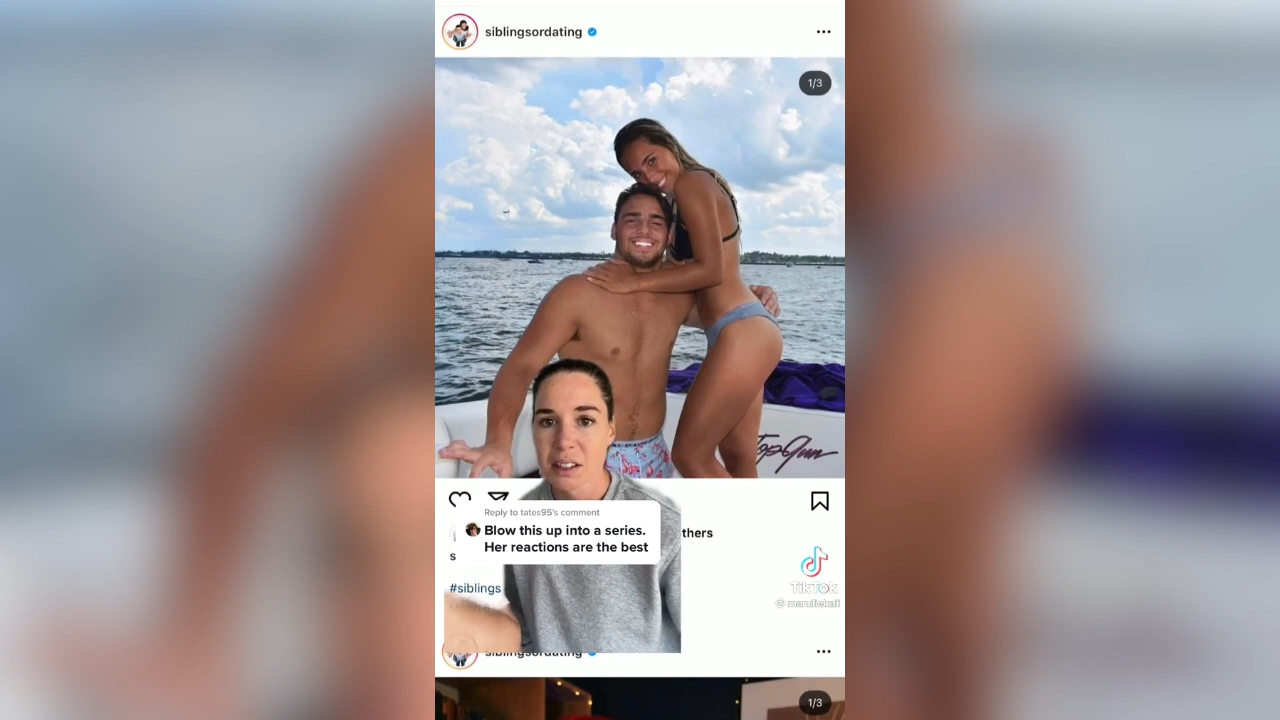 siblingsordating
1/3
TopGun
Reply to tates95's comment
Blow this up into a series.
Her reactions are the best
thers
s
#siblings
TikTok
siblingsordating
1/3